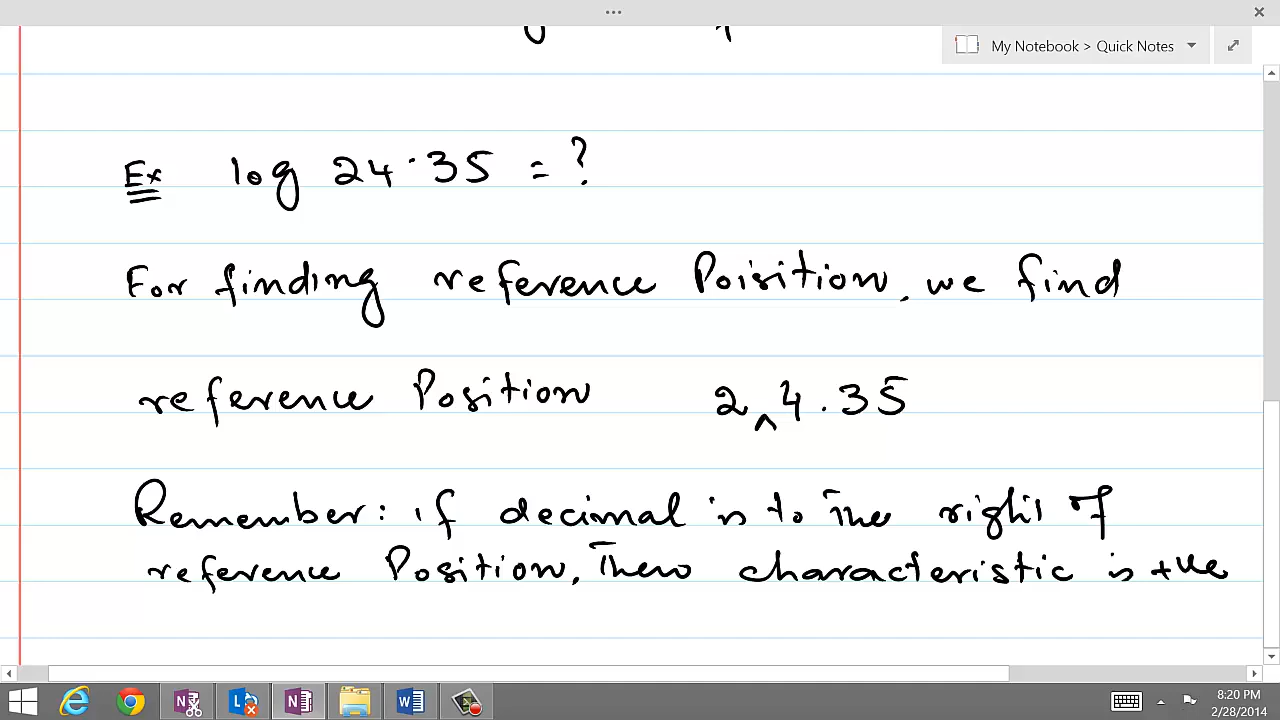 My Notebook > Quick Notes
Ex log 24.35 = ?
For finding reference Poisition, we find
reference Position 2‸4.35
Remember: if decimal is to the right of
reference Position, then characteristic is +ve
8:20 PM
2/28/2014